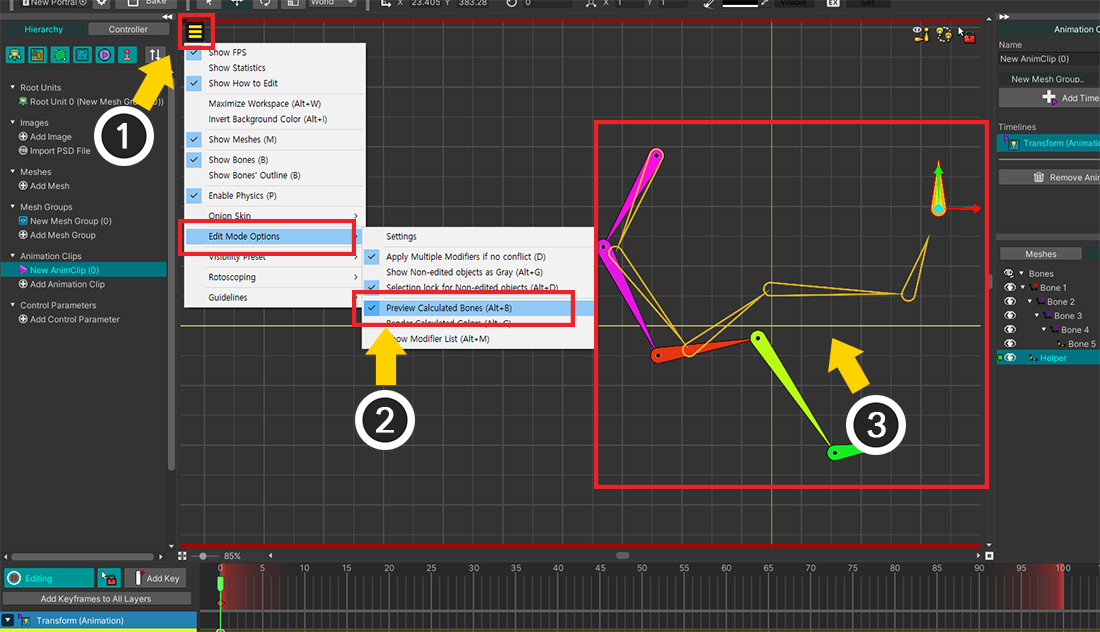 New Portrai
Bake
World
X 23.405 Y 383.28
0
X 1 Y 1
Visible
EX
Set
Hierarchy
Controller
Root Units
Root Unit 0 (New Mesh Gr
0))
Images
Add Image
Import PSD File
Meshes
Add Mesh
Mesh Groups
New Mesh Group (0)
Add Mesh Group
Animation Clips
New AnimClip (0)
Add Animation Clip
Control Parameters
Add Control Parameter
1
Show FPS
Show Statistics
Show How to Edit
Maximize Workspace (Alt+W)
Invert Background Color (Alt+I)
Show Meshes (M)
Show Bones (B)
Show Bones' Outline (B)
Enable Physics (P)
Onion Skin
Edit Mode Options
Visibility Preset
Rotoscoping
Guidelines
Settings
Apply Multiple Modifiers if no conflict (D)
Show Non-edited objects as Gray (Alt+G)
Selection lock for Non-edited objects (Alt+D)
Preview Calculated Bones (Alt+B)
Render Calculated Colors (Alt+C)
Show Modifier List (Alt+M)
2
3
Animation C
Name
New AnimClip (0)
New Mesh Group..
Add Time
Timelines
Transform (Animatio
Remove Anim
Meshes
Bones
Bone 1
Bone 2
Bone 3
Bone 4
Bone 5
Helper
85%
Editing
Add Key
Add Keyframes to All Layers
Transform (Animation)
0 5 10 15 20 25 30 35 40 45 50 55 60 65 70 75 80 85 90 95 100